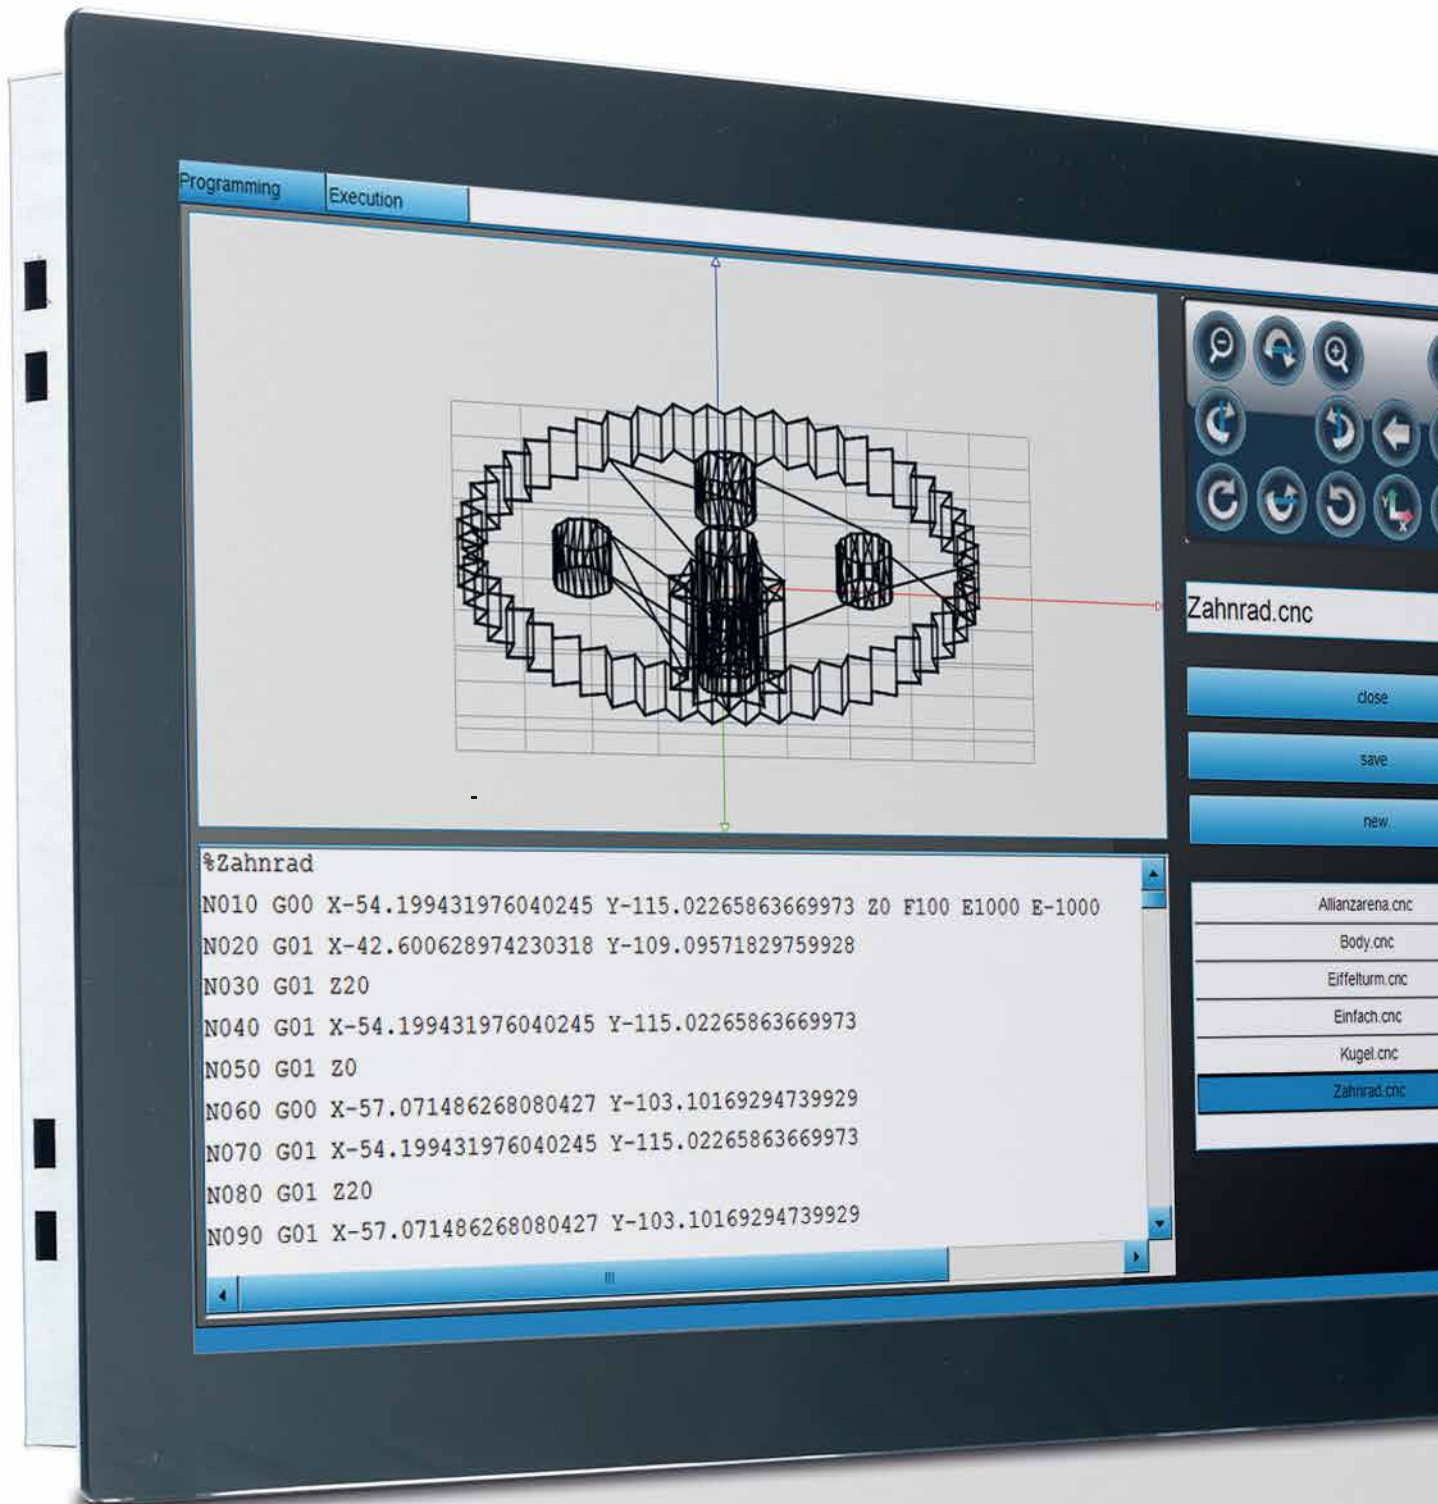 Programming
Execution
Zahnrad.cnc
close
save
new
%Zahnrad
N010 G00 X-54.199431976040245 Y-115.02265863669973 Z0 F100 E1000 E-1000
N020 G01 X-42.600628974230318 Y-109.09571829759928
N030 G01 Z20
N040 G01 X-54.199431976040245 Y-115.02265863669973
N050 G01 Z0
N060 G00 X-57.071486268080427 Y-103.10169294739929
N070 G01 X-54.199431976040245 Y-115.02265863669973
N080 G01 Z20
N090 G01 X-57.071486268080427 Y-103.10169294739929
Allianzarena.cnc
Body.cnc
Eiffelturm.cnc
Einfach.cnc
Kugel.cnc
Zahnrad.cnc
Y
X